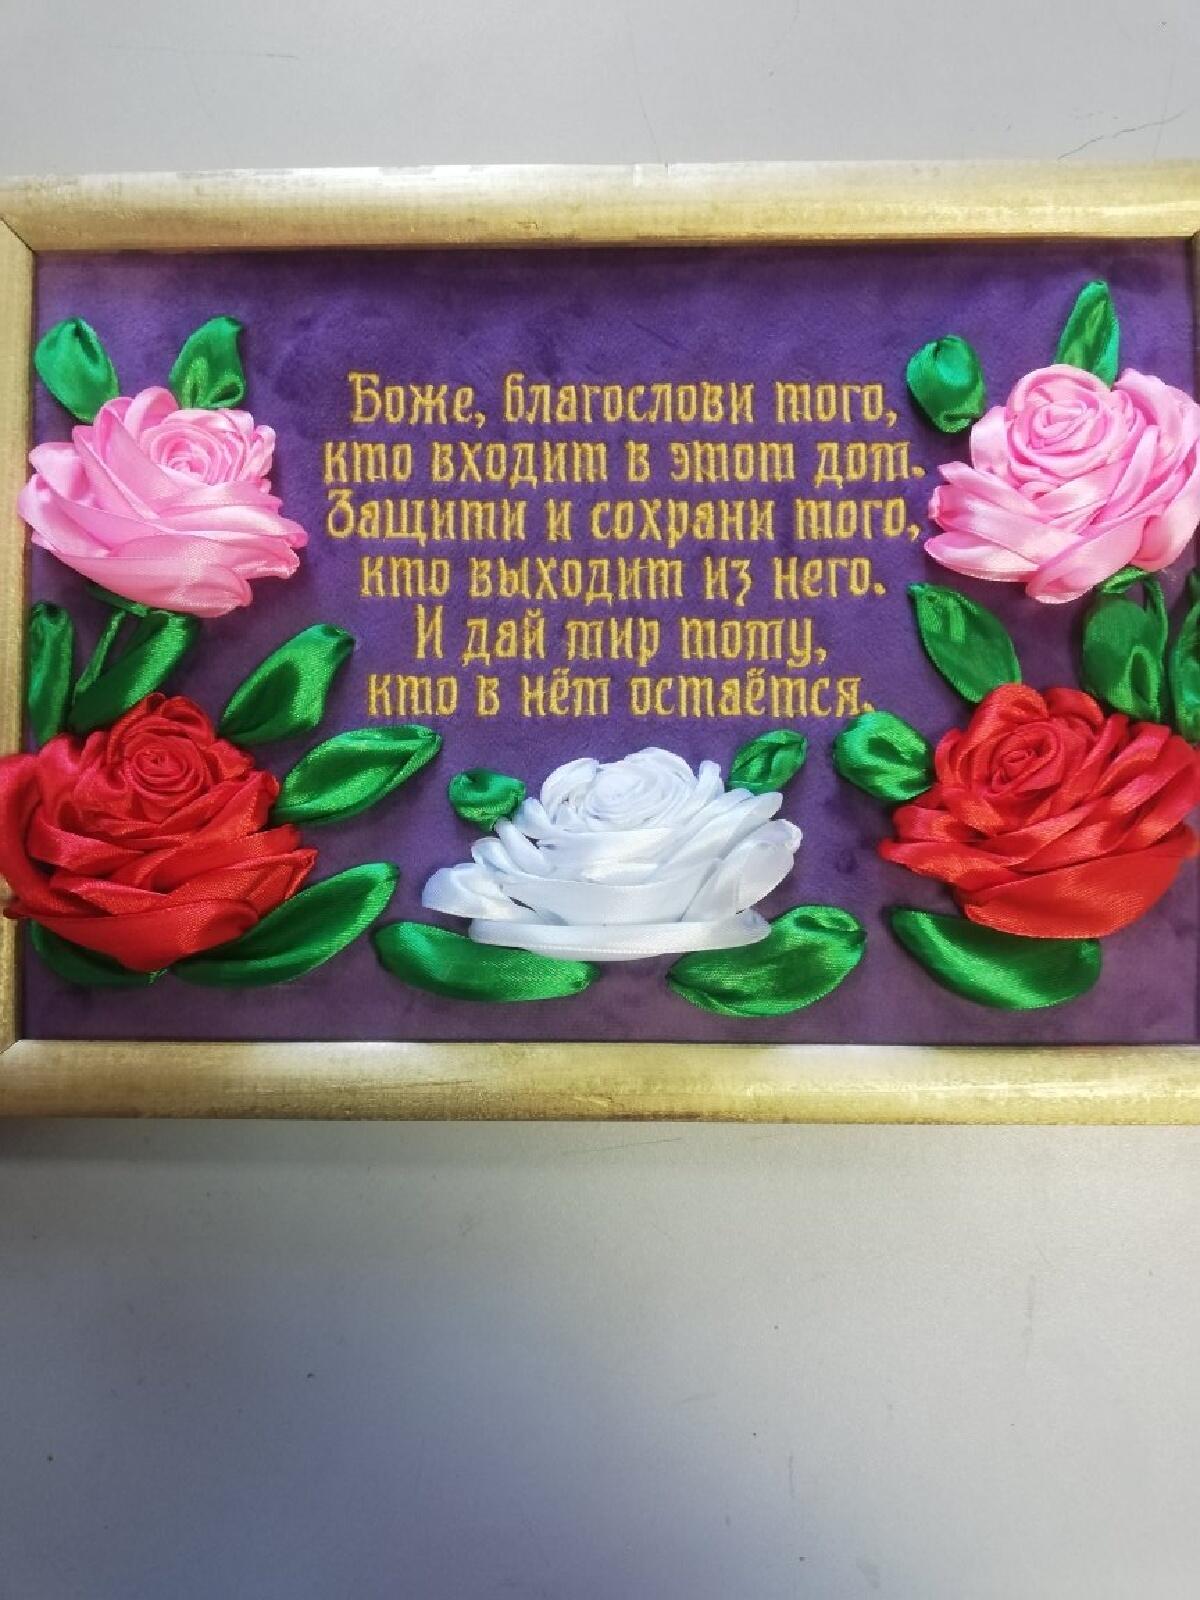 Боже, благослови того,
кто входит в этот дом.
Защити и сохрани того,
кто выходит из него.
И дай мир тому,
кто в нём остаётся.